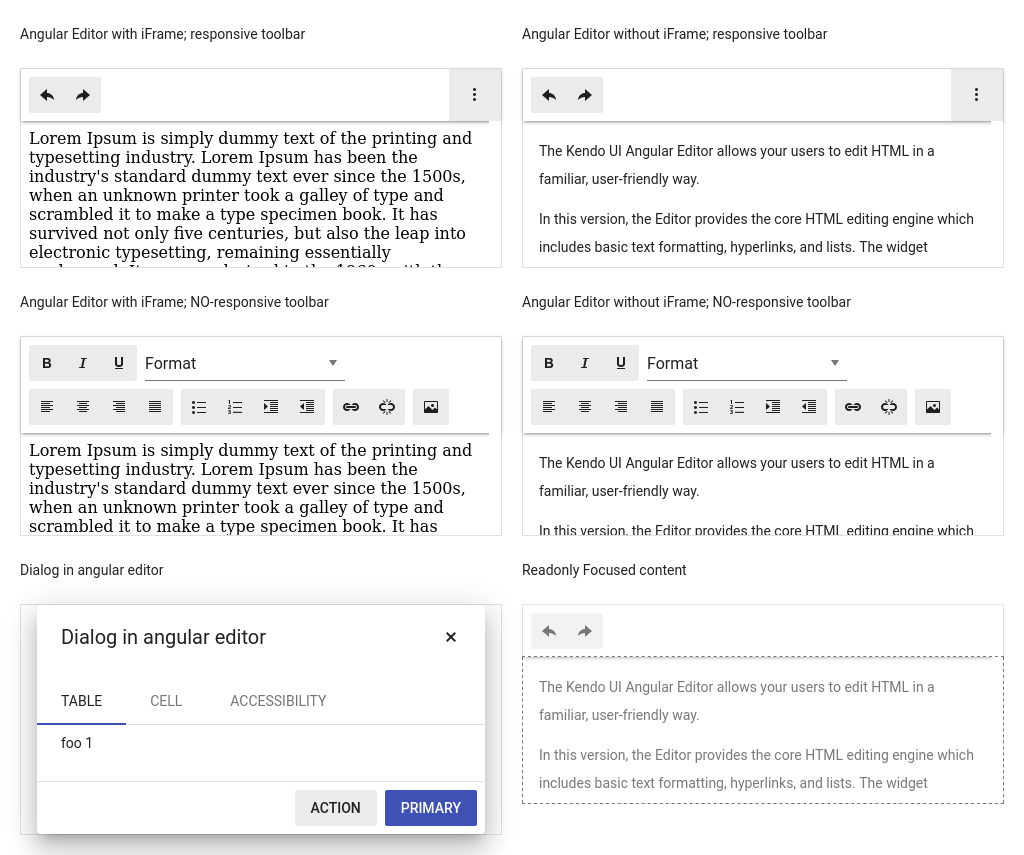 Angular Editor with iFrame; responsive toolbar
Lorem Ipsum is simply dummy text of the printing and
typesetting industry. Lorem Ipsum has been the
industry's standard dummy text ever since the 1500s,
when an unknown printer took a galley of type and
scrambled it to make a type specimen book. It has
survived not only five centuries, but also the leap into
electronic typesetting, remaining essentially
Angular Editor without iFrame; responsive toolbar
The Kendo UI Angular Editor allows your users to edit HTML in a
familiar, user-friendly way.
In this version, the Editor provides the core HTML editing engine which
includes basic text formatting, hyperlinks, and lists. The widget
Angular Editor with iFrame; NO-responsive toolbar
B I U Format
Lorem Ipsum is simply dummy text of the printing and
typesetting industry. Lorem Ipsum has been the
industry's standard dummy text ever since the 1500s,
when an unknown printer took a galley of type and
scrambled it to make a type specimen book. It has
Angular Editor without iFrame; NO-responsive toolbar
B I U Format
The Kendo UI Angular Editor allows your users to edit HTML in a
familiar, user-friendly way.
In this version, the Editor provides the core HTML editing engine which
Dialog in angular editor
Dialog in angular editor
TABLE CELL ACCESSIBILITY
foo 1
ACTION PRIMARY
Readonly Focused content
The Kendo UI Angular Editor allows your users to edit HTML in a
familiar, user-friendly way.
In this version, the Editor provides the core HTML editing engine which
includes basic text formatting, hyperlinks, and lists. The widget